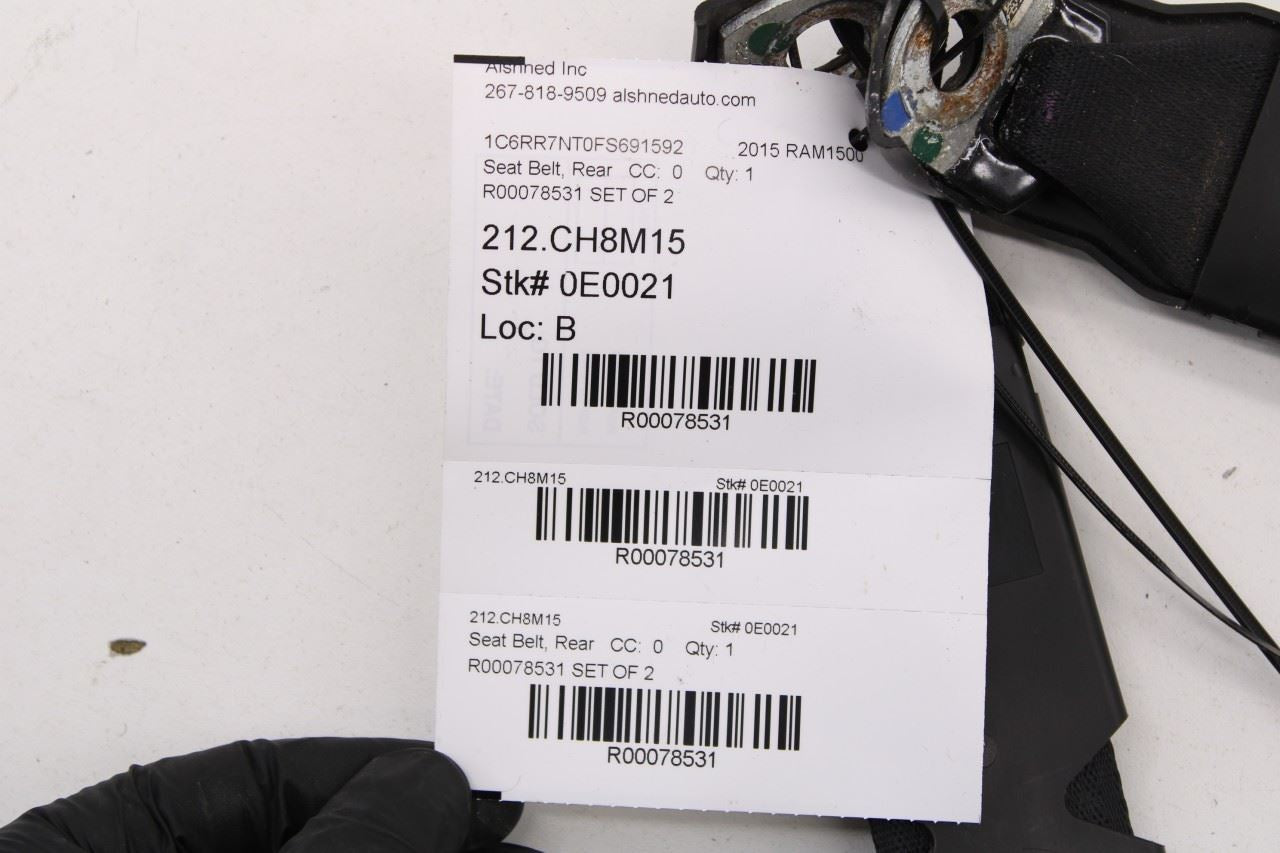 Alshned Inc
267-818-9509 alshnedauto.com
1C6RR7NT0FS691592 2015 RAM1500
Seat Belt, Rear CC: 0 Qty: 1
R00078531 SET OF 2
212.CH8M15
Stk# 0E0021
Loc: B
R00078531
212.CH8M15 Stk# 0E0021
R00078531
212.CH8M15 Stk# 0E0021
Seat Belt, Rear CC: 0 Qty: 1
R00078531 SET OF 2
R00078531